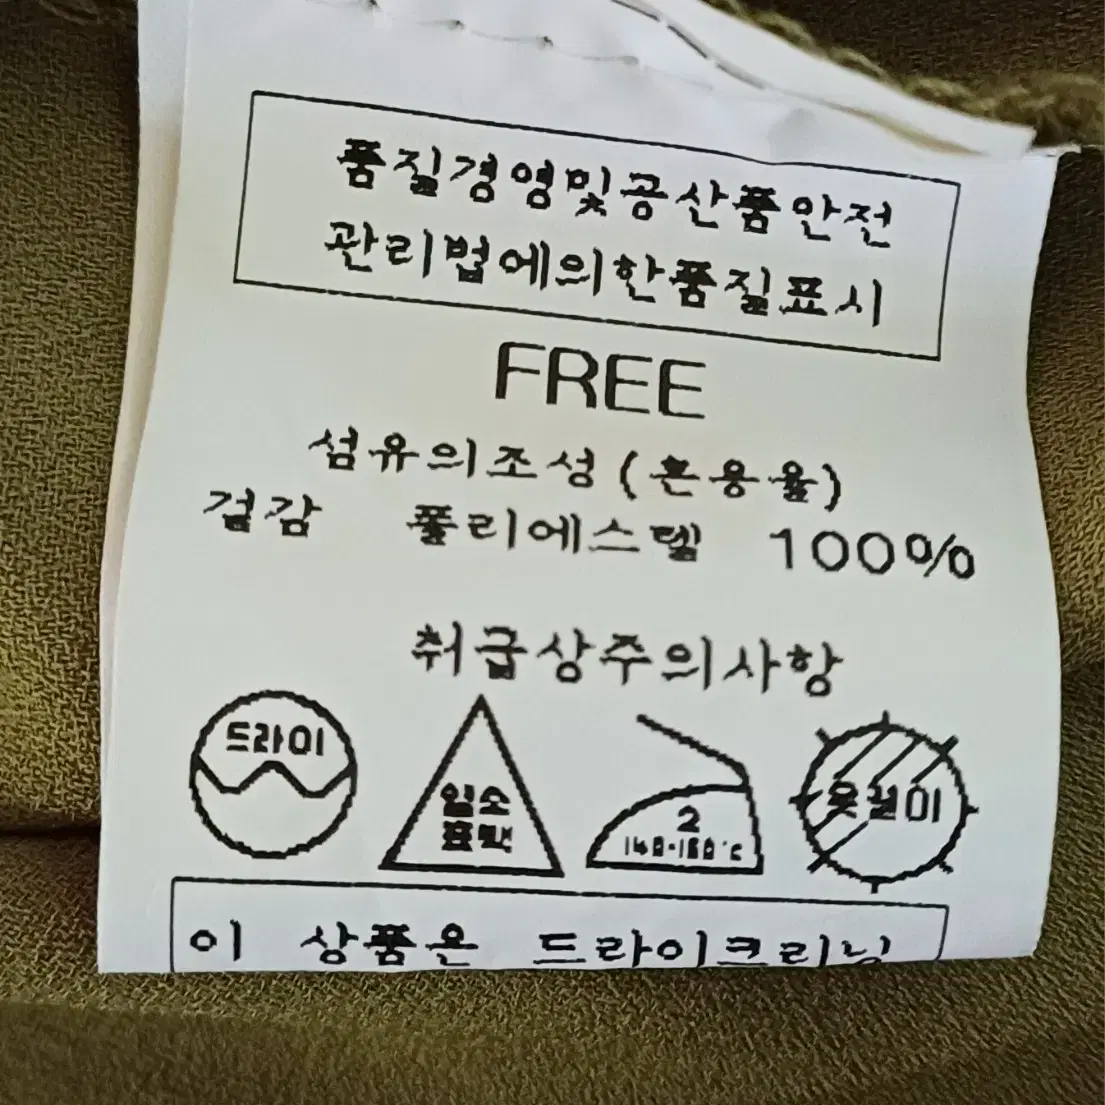 품질경영및공산품안전
관리법에의한품질표시
FREE
섬유의조성(혼용율)
겉감 폴리에스텔 100%
취급상주의사항
드라이
염소
표백
2
140-160℃
옷걸이
이 상품은 드라이크리닝